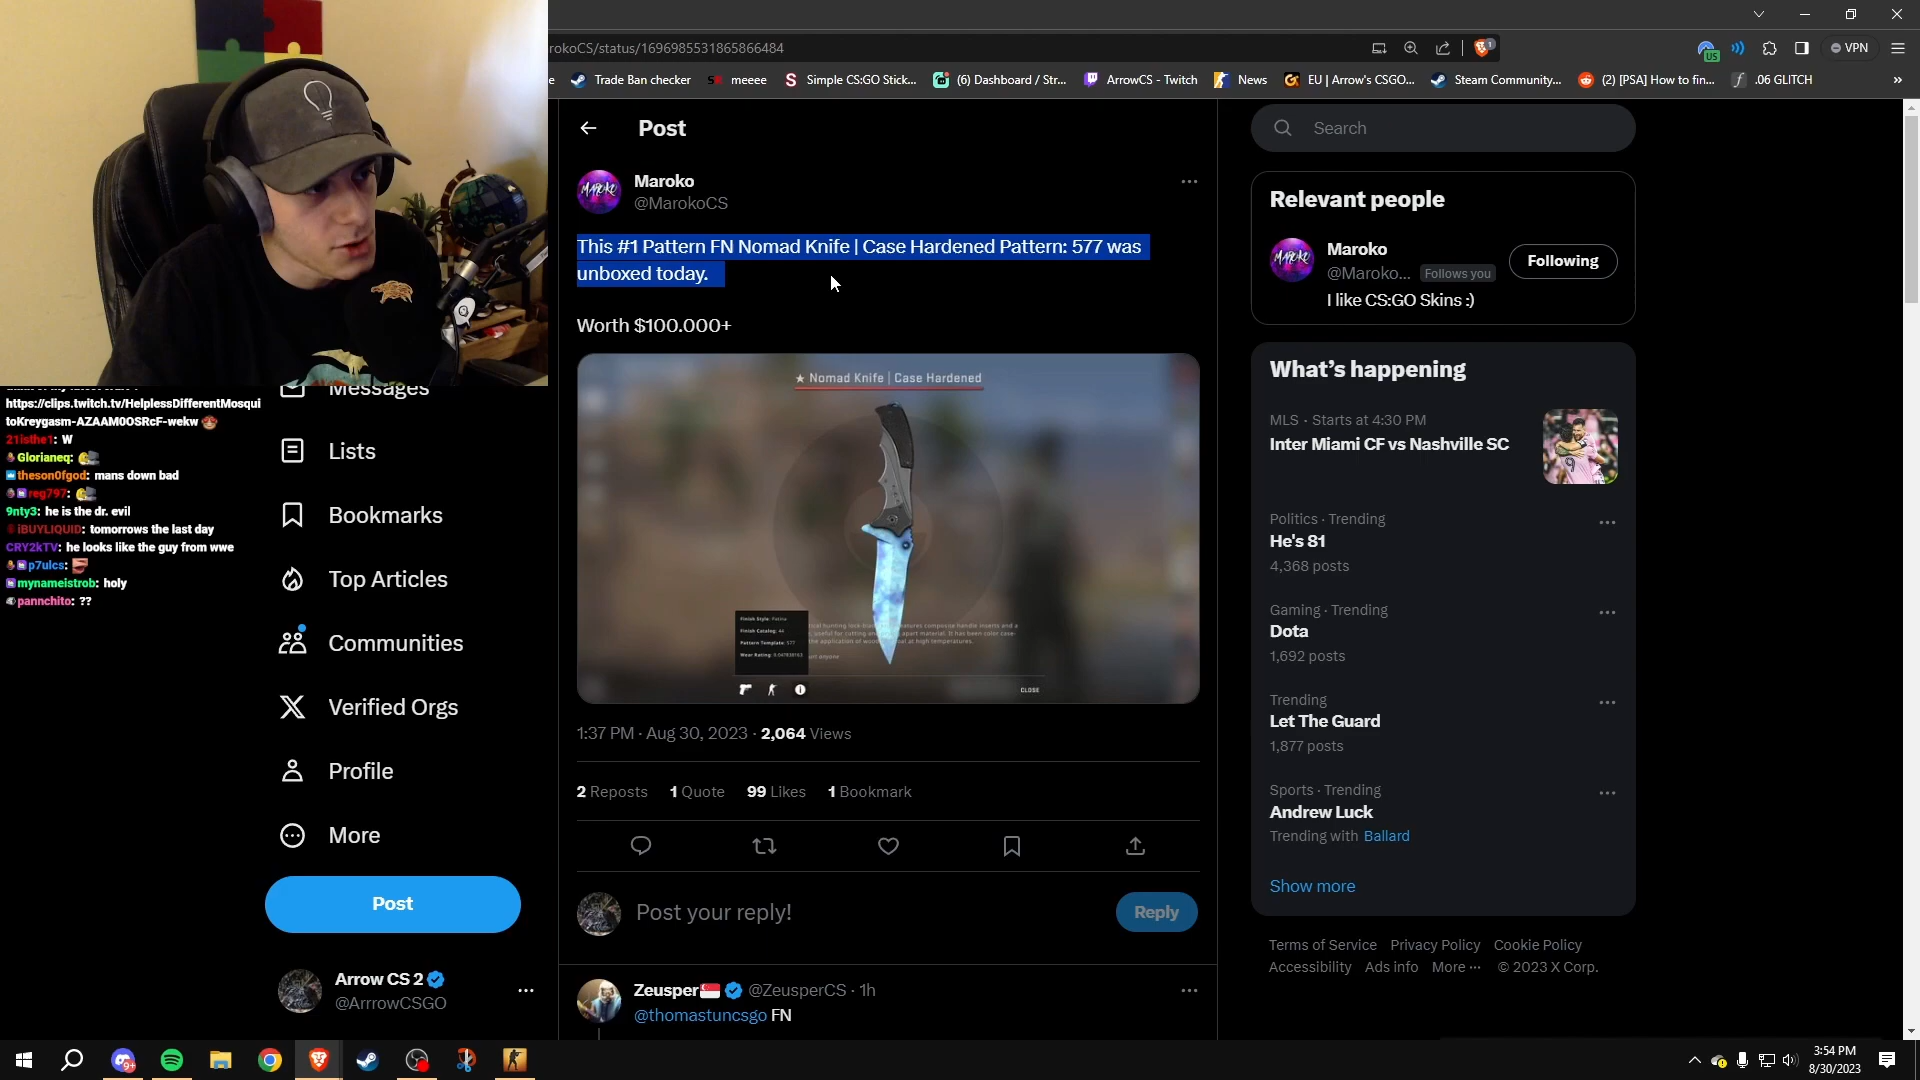 rokoCS/status/1696985531865866484
VPN
Trade Ban checker
meeee
Simple CS:GO Stick...
(6) Dashboard / Str...
ArrowCS - Twitch
News
EU | Arrow's CSGO...
Steam Community...
(2) [PSA] How to fin...
.06 GLITCH
Post
Search
Maroko
@MarokoCS
This #1 Pattern FN Nomad Knife | Case Hardened Pattern: 577 was
unboxed today.
Worth $100.000+
★ Nomad Knife | Case Hardened
Finish Style: Patina
Finish Catalog: 44
Pattern Template: 577
CLOSE
1:37 PM · Aug 30, 2023 · 2,064 Views
2 Reposts 1 Quote 99 Likes 1 Bookmark
Post your reply!
Reply
Zeusper @ZeusperCS · 1h
@thomastuncsgo FN
Relevant people
Maroko
@Maroko... Follows you
Following
I like CS:GO Skins :)
What's happening
MLS · Starts at 4:30 PM
Inter Miami CF vs Nashville SC
Politics · Trending
He's 81
4,368 posts
Gaming · Trending
Dota
1,692 posts
Trending
Let The Guard
1,877 posts
Sports · Trending
Andrew Luck
Trending with Ballard
Show more
Terms of Service Privacy Policy Cookie Policy
Accessibility Ads info More ··· © 2023 X Corp.
Messages
Lists
Bookmarks
Top Articles
Communities
Verified Orgs
Profile
More
Post
Arrow CS 2
@ArrrowCSGO
https://clips.twitch.tv/HelplessDifferentMosqui
toKreygasm-AZAAM0OSRcF-wekw
21isthe1: W
Glorianeq:
theson0fgod: mans down bad
reg797:
9nty3: he is the dr. evil
iBUYLIQUID: tomorrows the last day
CRY2kTV: he looks like the guy from wwe
p7ulcs:
mynameistrob: holy
pannchito: ??
3:54 PM
8/30/2023